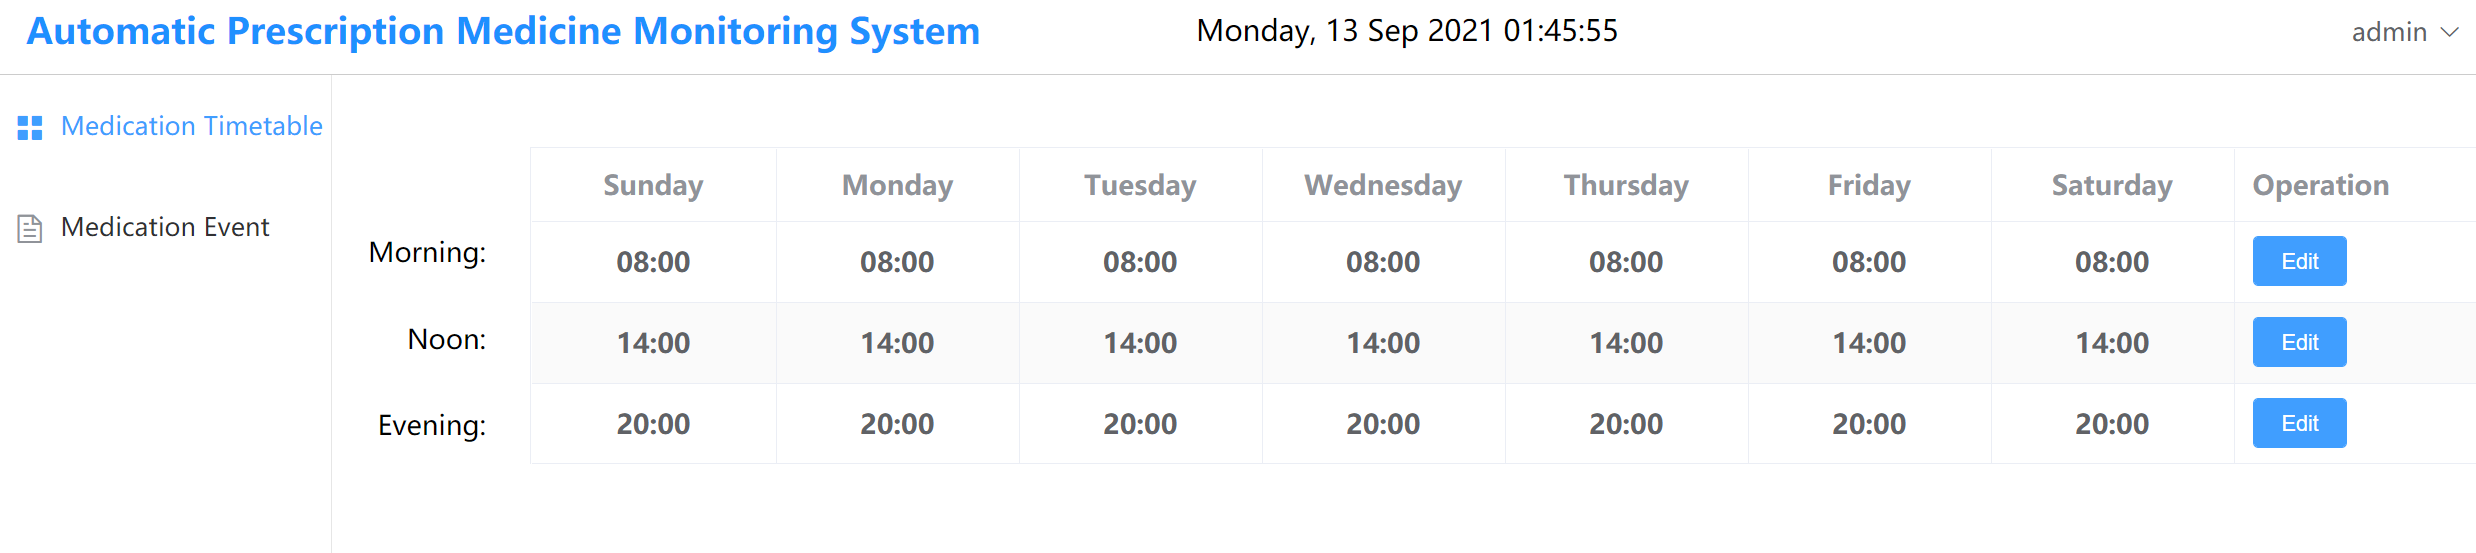 Automatic Prescription Medicine Monitoring System Monday, 13 Sep 2021 01:45:55 admin
Medication Timetable
Medication Event
Sunday Monday Tuesday Wednesday Thursday Friday Saturday Operation
Morning: 08:00 08:00 08:00 08:00 08:00 08:00 08:00 Edit
Noon: 14:00 14:00 14:00 14:00 14:00 14:00 14:00 Edit
Evening: 20:00 20:00 20:00 20:00 20:00 20:00 20:00 Edit